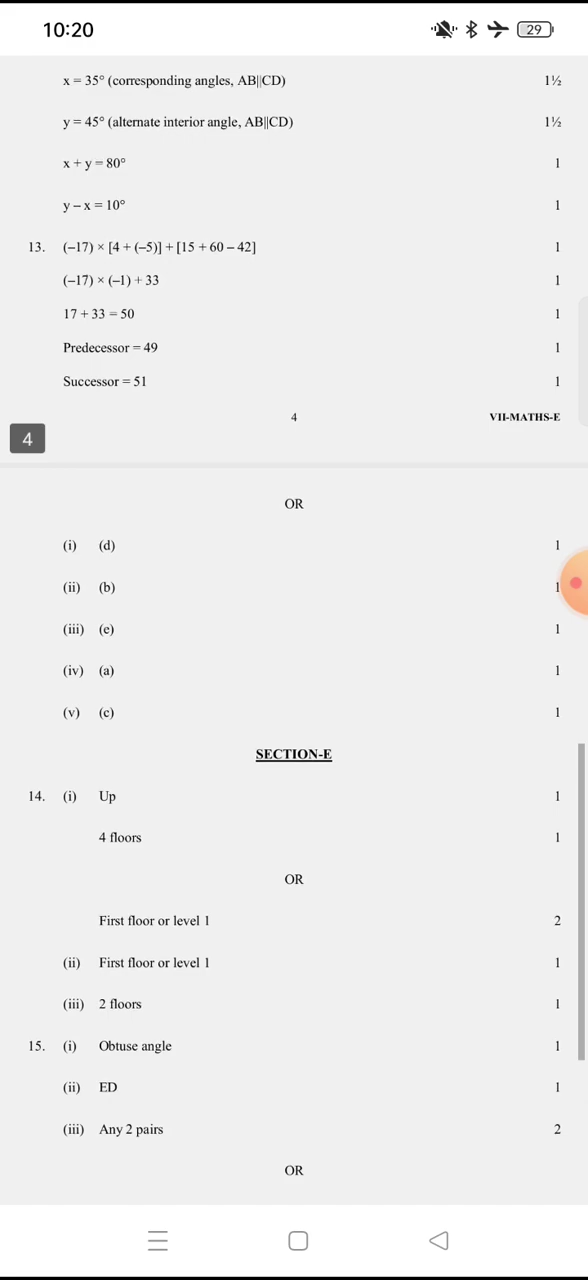 10:20 29
x = 35° (corresponding angles, AB||CD) 1½
y = 45° (alternate interior angle, AB||CD) 1½
x + y = 80° 1
y – x = 10° 1
13. (–17) × [4 + (–5)] + [15 + 60 – 42] 1
(–17) × (–1) + 33 1
17 + 33 = 50 1
Predecessor = 49 1
Successor = 51 1
4 VII-MATHS-E
4
OR
(i) (d) 1
(ii) (b) 1
(iii) (e) 1
(iv) (a) 1
(v) (c) 1
SECTION-E
14. (i) Up 1
4 floors 1
OR
First floor or level 1 2
(ii) First floor or level 1 1
(iii) 2 floors 1
15. (i) Obtuse angle 1
(ii) ED 1
(iii) Any 2 pairs 2
OR